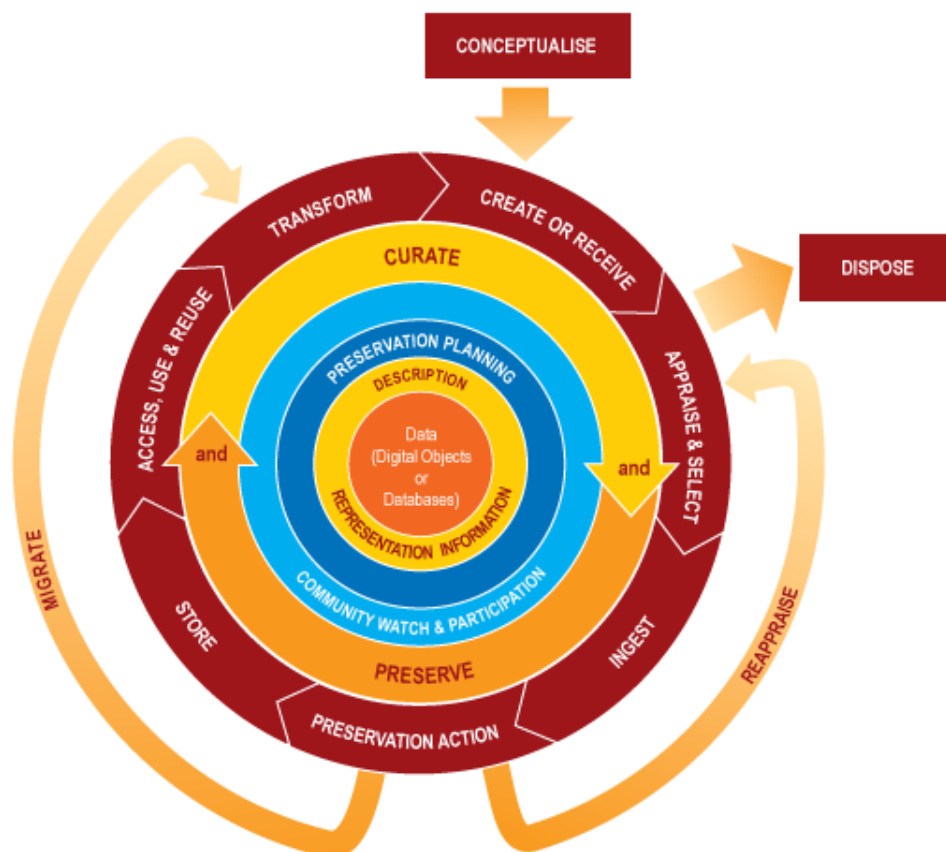 CONCEPTUALISE
CREATE OR RECEIVE
DISPOSE
APPRAISE & SELECT
REAPPRAISE
INGEST
PRESERVATION ACTION
STORE
MIGRATE
ACCESS, USE & REUSE
TRANSFORM
CURATE
and
PRESERVE
and
COMMUNITY WATCH & PARTICIPATION
PRESERVATION PLANNING
DESCRIPTION
REPRESENTATION INFORMATION
Data
(Digital Objects
or
Databases)